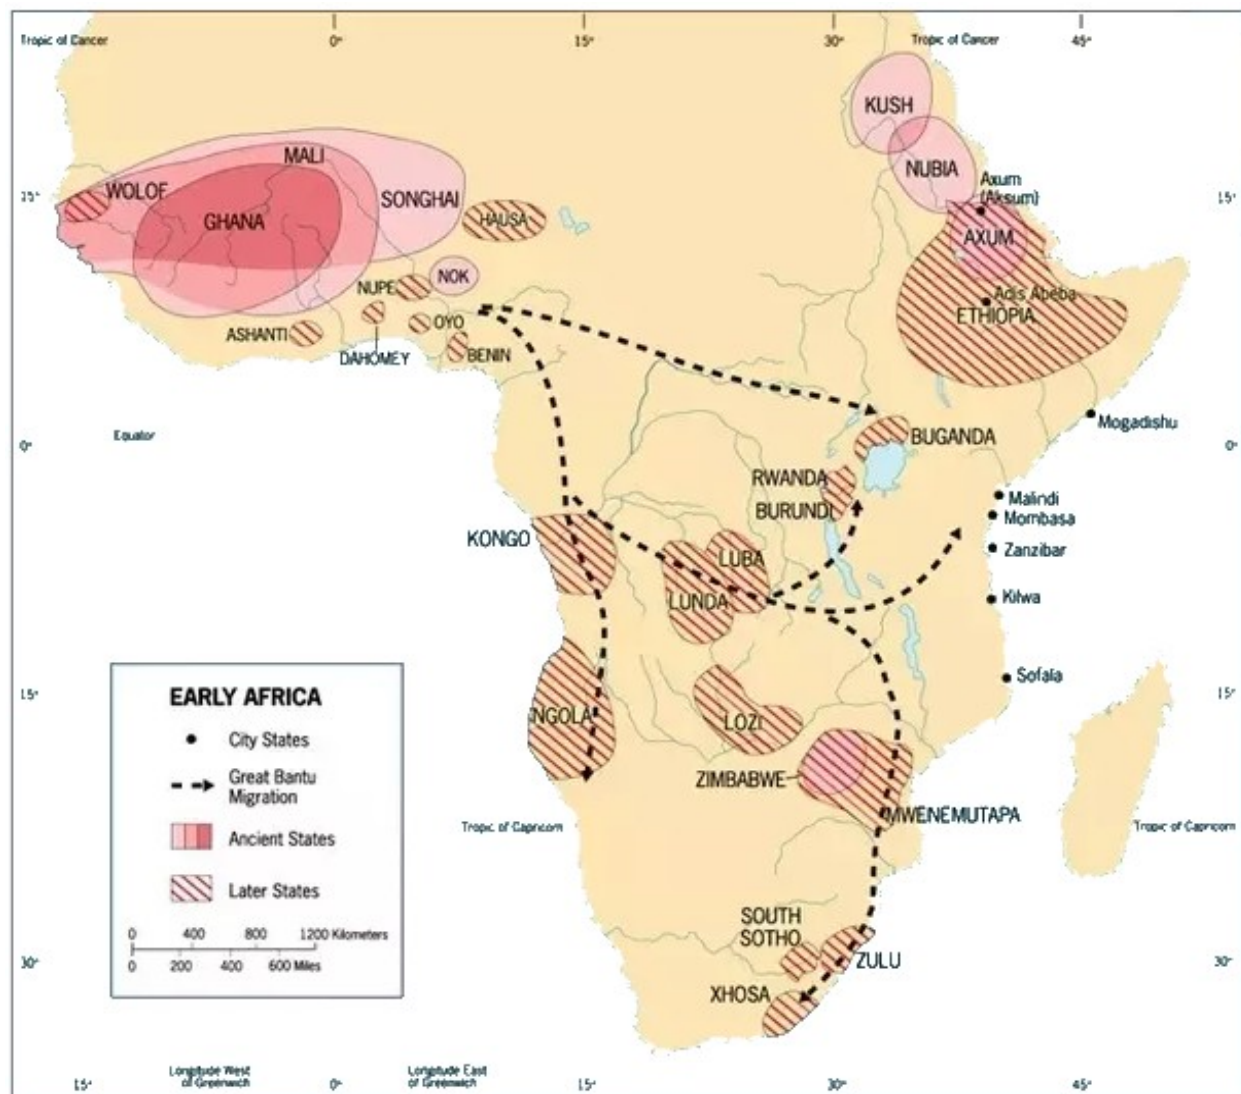 0°
15°
30°
45°
Tropic of Cancer
Tropic of Cancer
KUSH
NUBIA
MALI
WOLOF
SONGHAI
GHANA
HAUSA
15°
15°
Axum
(Aksum)
AXUM
NOK
NUPE
Adis Abeba
ETHIOPIA
ASHANTI
OYO
DAHOMEY
BENIN
Mogadishu
Equator
0°
0°
BUGANDA
RWANDA
BURUNDI
Malindi
Mombasa
Zanzibar
Kilwa
Sofala
KONGO
LUBA
LUNDA
15°
15°
NGOLA
LOZI
ZIMBABWE
MWENEMUTAPA
Tropic of Capricorn
Tropic of Capricorn
SOUTH
SOTHO
ZULU
XHOSA
30°
30°
EARLY AFRICA
City States
Great Bantu
Migration
Ancient States
Later States
0 400 800 1200 Kilometers
0 200 400 600 Miles
Longitude West
of Greenwich
Longitude East
of Greenwich
15°
0°
15°
30°
45°